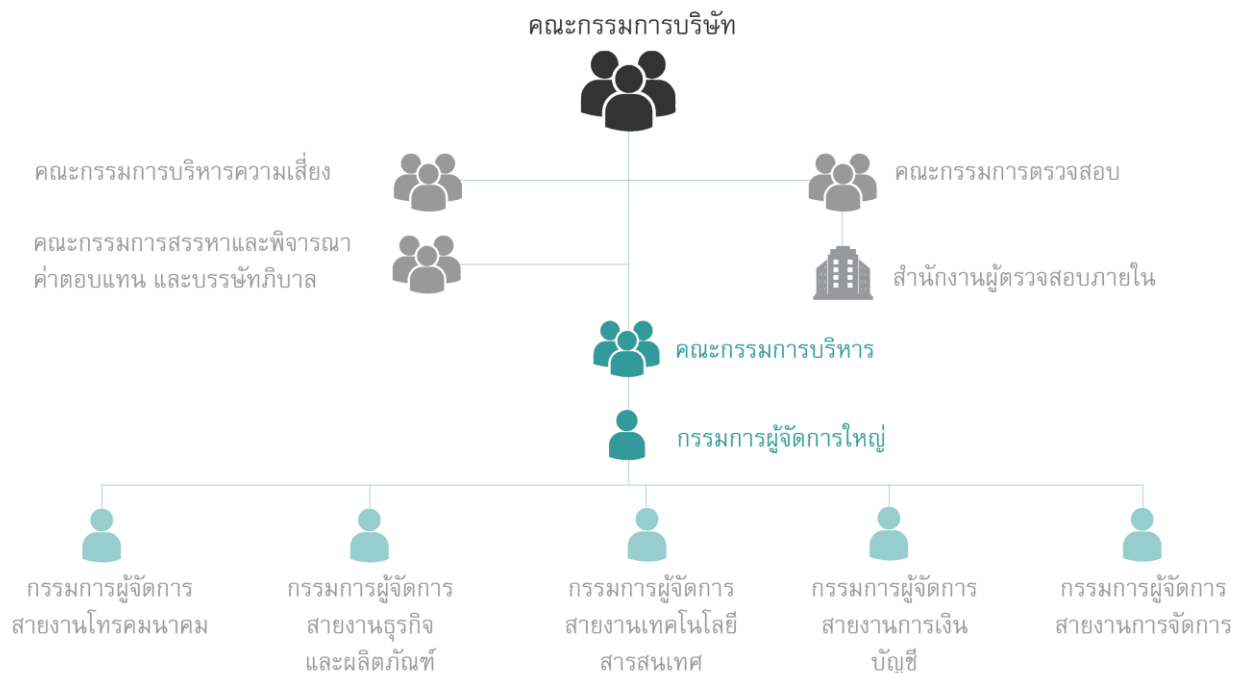 คณะกรรมการบริษัท
คณะกรรมการบริหารความเสี่ยง
คณะกรรมการตรวจสอบ
คณะกรรมการสรรหาและพิจารณา
ค่าตอบแทน และบรรษัทภิบาล
สำนักงานผู้ตรวจสอบภายใน
คณะกรรมการบริหาร
กรรมการผู้จัดการใหญ่
กรรมการผู้จัดการ
สายงานโทรคมนาคม
กรรมการผู้จัดการ
สายงานธุรกิจ
และผลิตภัณฑ์
กรรมการผู้จัดการ
สายงานเทคโนโลยี
สารสนเทศ
กรรมการผู้จัดการ
สายงานการเงิน
บัญชี
กรรมการผู้จัดการ
สายงานการจัดการ